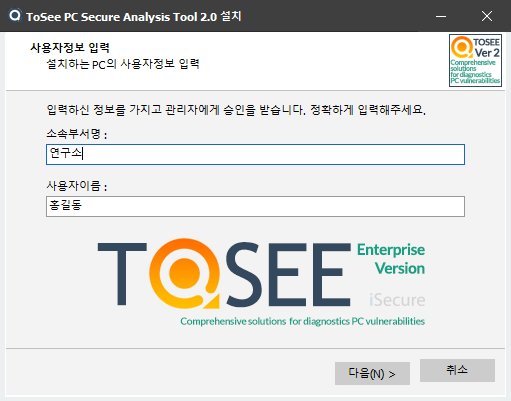 ToSee PC Secure Analysis Tool 2.0 설치
사용자정보 입력
설치하는 PC의 사용자정보 입력
TOSEE
Ver 2
Comprehensive
solutions
for diagnostics
PC vulnerabilities
입력하신 정보를 가지고 관리자에게 승인을 받습니다. 정확하게 입력해주세요.
소속부서명 :
연구소
사용자이름 :
홍길동
TOSEE
Enterprise
Version
iSecure
Comprehensive solutions for diagnostics PC vulnerabilities
다음(N) >
취소